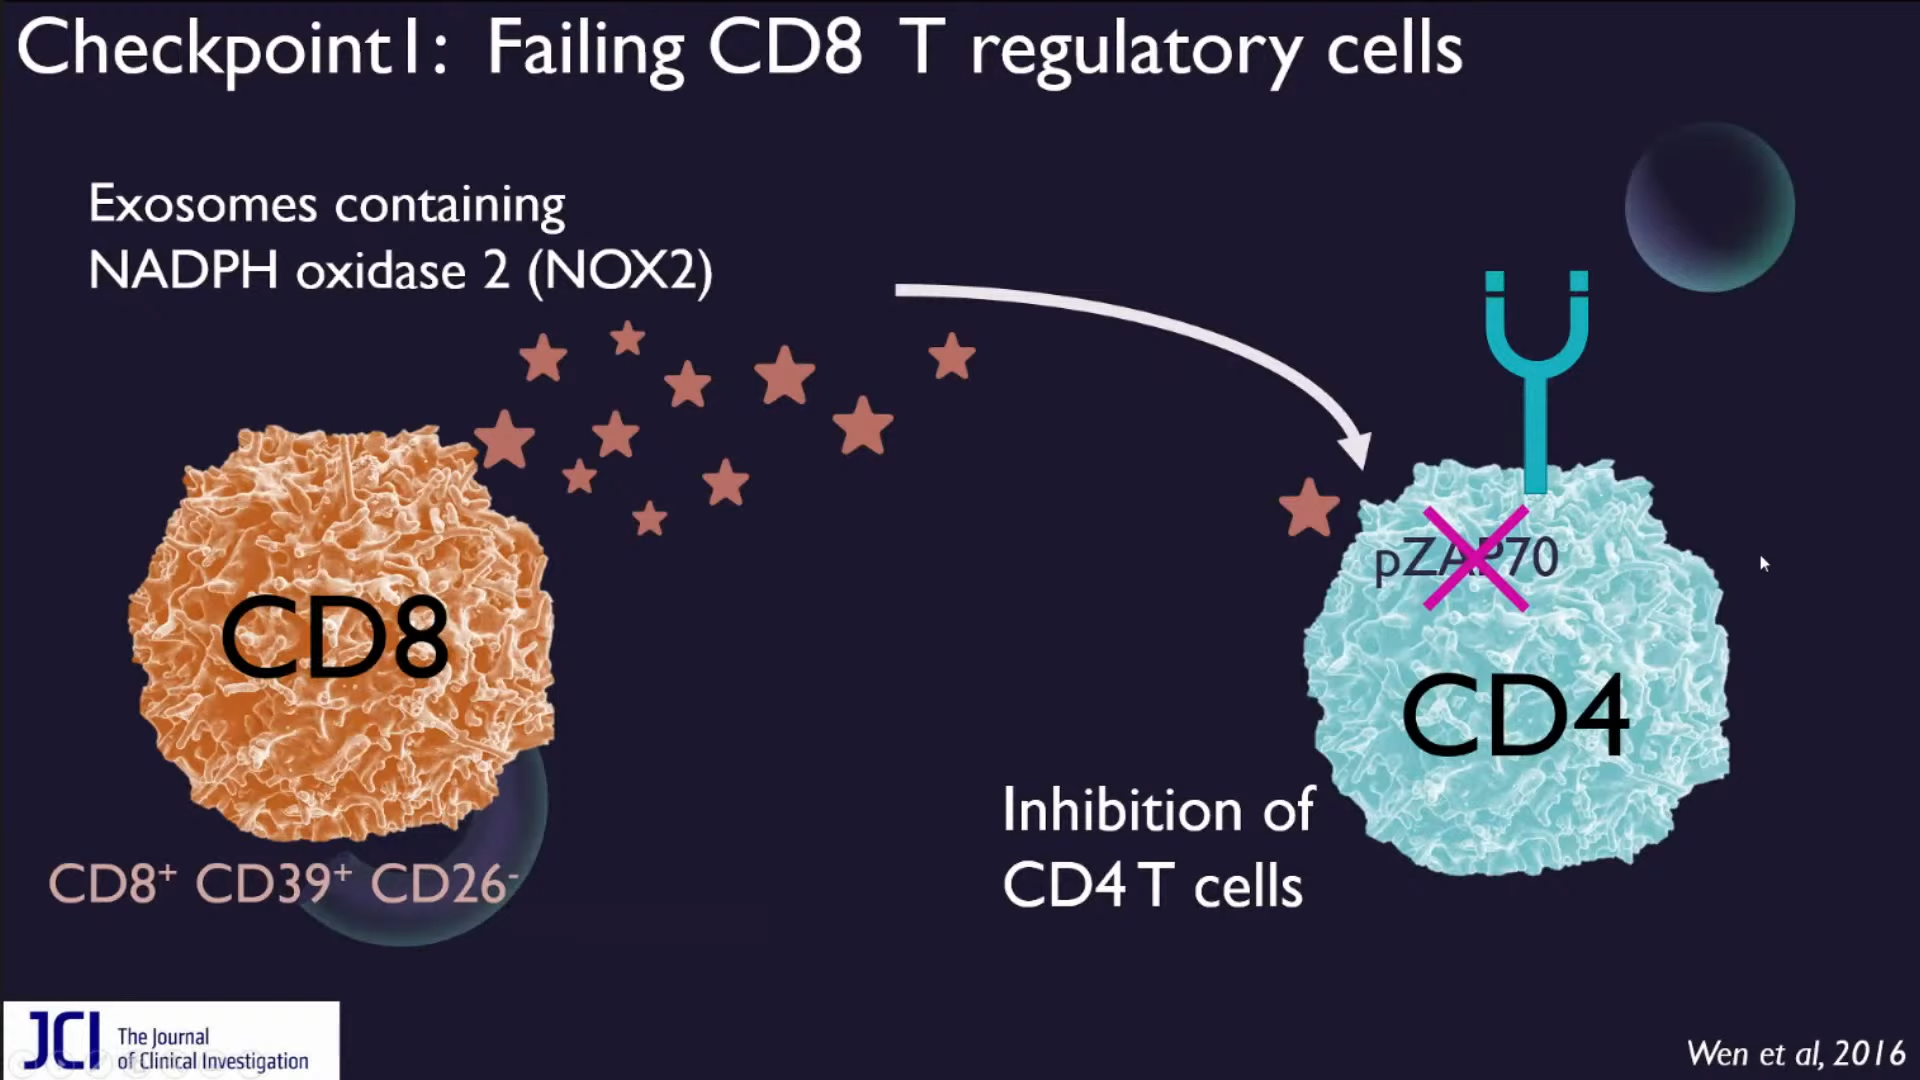 Checkpoint1: Failing CD8 T regulatory cells
Exosomes containing
NADPH oxidase 2 (NOX2)
pZAP70
CD8
CD4
Inhibition of
CD4 T cells
CD8⁺ CD39⁺ CD26⁻
JCI
The Journal
of Clinical Investigation
Wen et al, 2016